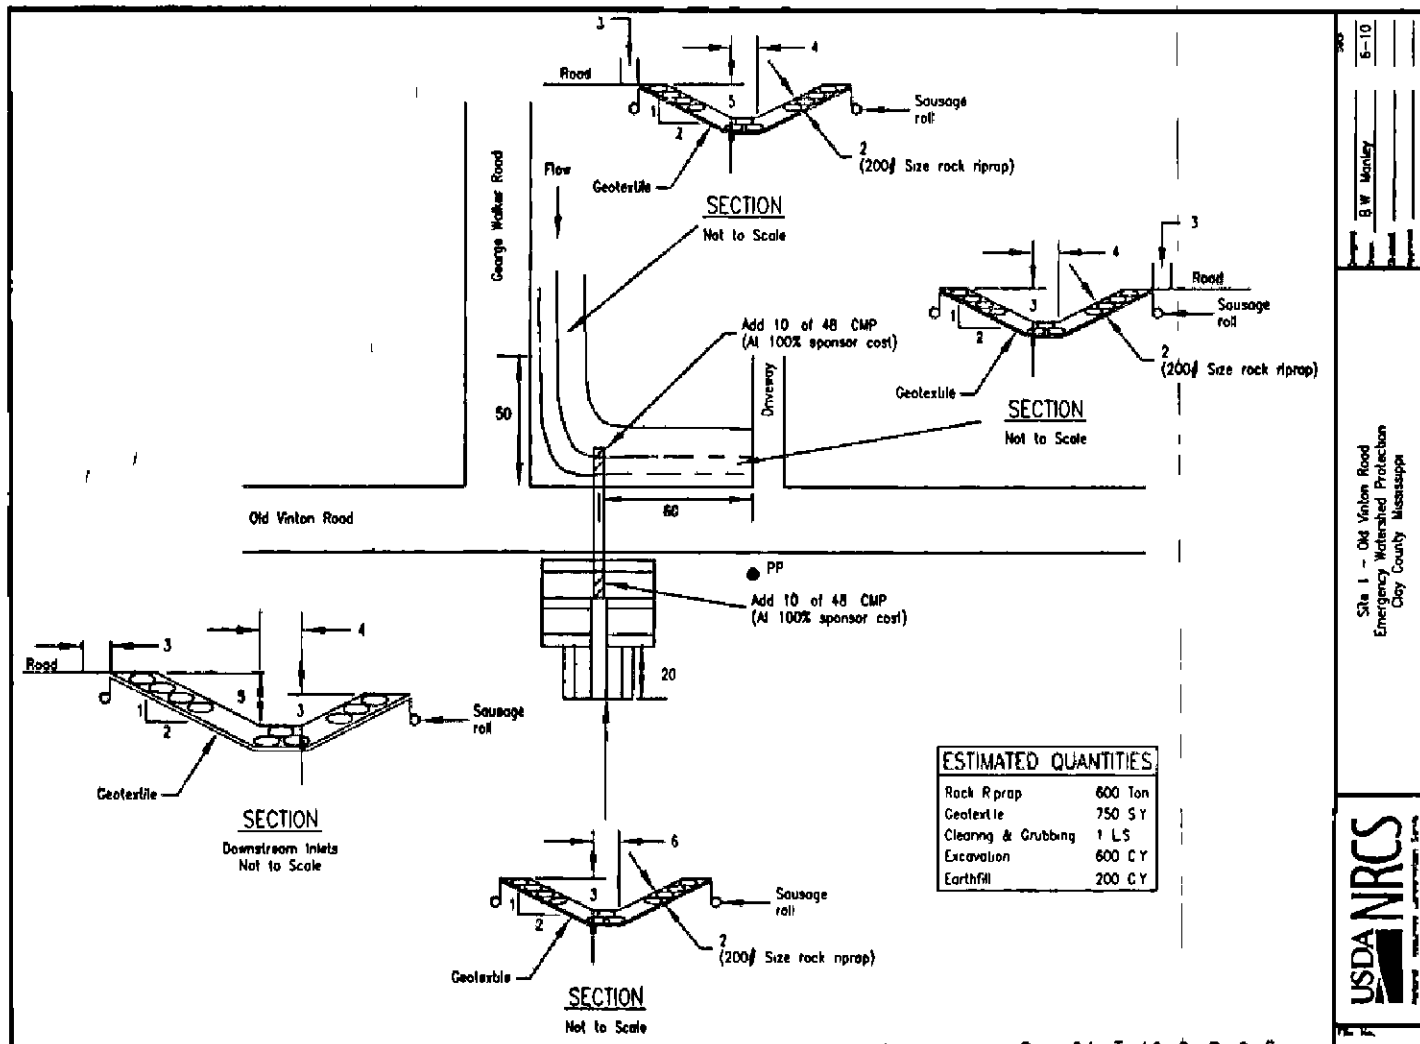 3
4
Road
5
Sausage
roll
1
2
2
(200# Size rock riprap)
Geotextile
SECTION
Not to Scale
George Walker Road
Flow
3
4
Road
3
Sausage
roll
1
2
2
(200# Size rock riprap)
Geotextile
SECTION
Not to Scale
Add 10 of 48 CMP
(At 100% sponsor cost)
Driveway
50
60
Old Vinton Road
PP
Add 10 of 48 CMP
(At 100% sponsor cost)
20
3
4
Road
5
3
Sausage
roll
1
2
Geotextile
SECTION
Downstream Inlets
Not to Scale
6
3
Sausage
roll
1
2
2
(200# Size rock riprap)
Geotextile
SECTION
Not to Scale
ESTIMATED QUANTITIES
Rock Riprap 600 Ton
Geotextile 750 S Y
Clearing & Grubbing 1 L S
Excavation 600 C Y
Earthfill 200 C Y
B W Manley
6-10
Site 1 - Old Vinton Road
Emergency Watershed Protection
Clay County Mississippi
USDA NRCS
File No.